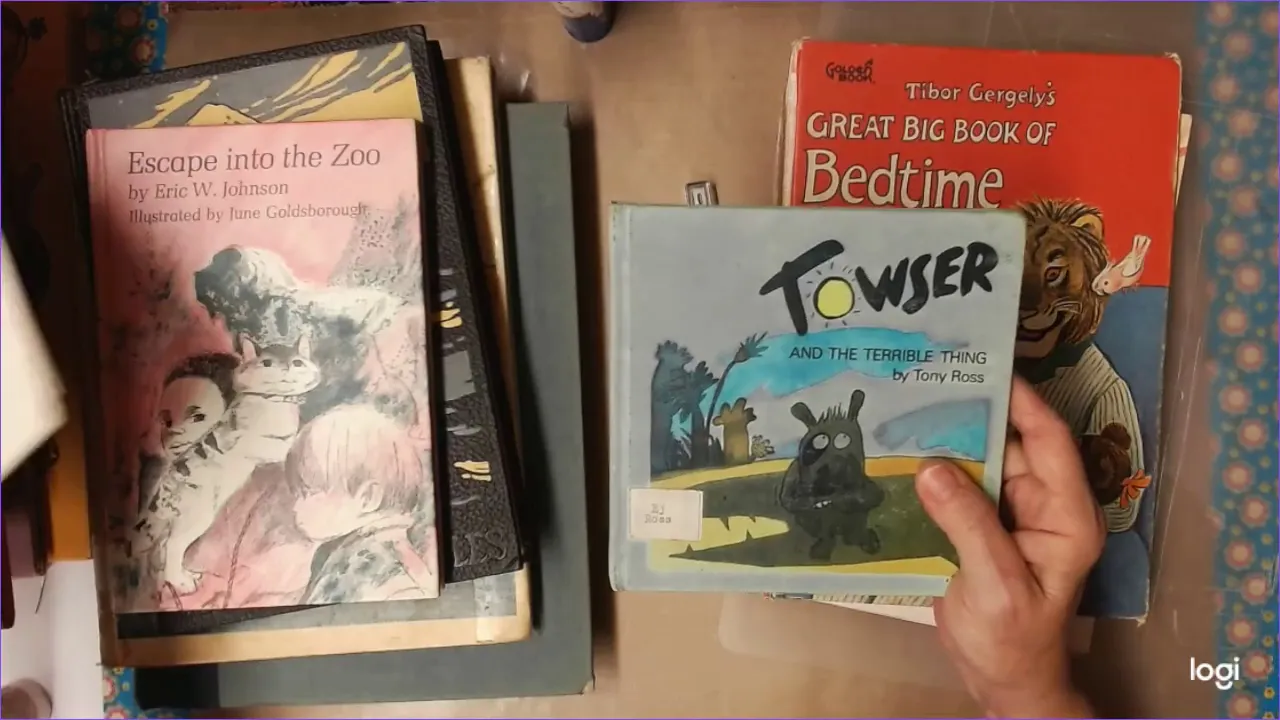 Escape into the Zoo
by Eric W. Johnson
Illustrated by June Goldsborough
GOLDEN BOOK
Tibor Gergely's
GREAT BIG BOOK OF
Bedtime
TOWSER
AND THE TERRIBLE THING
by Tony Ross
Ross
logi